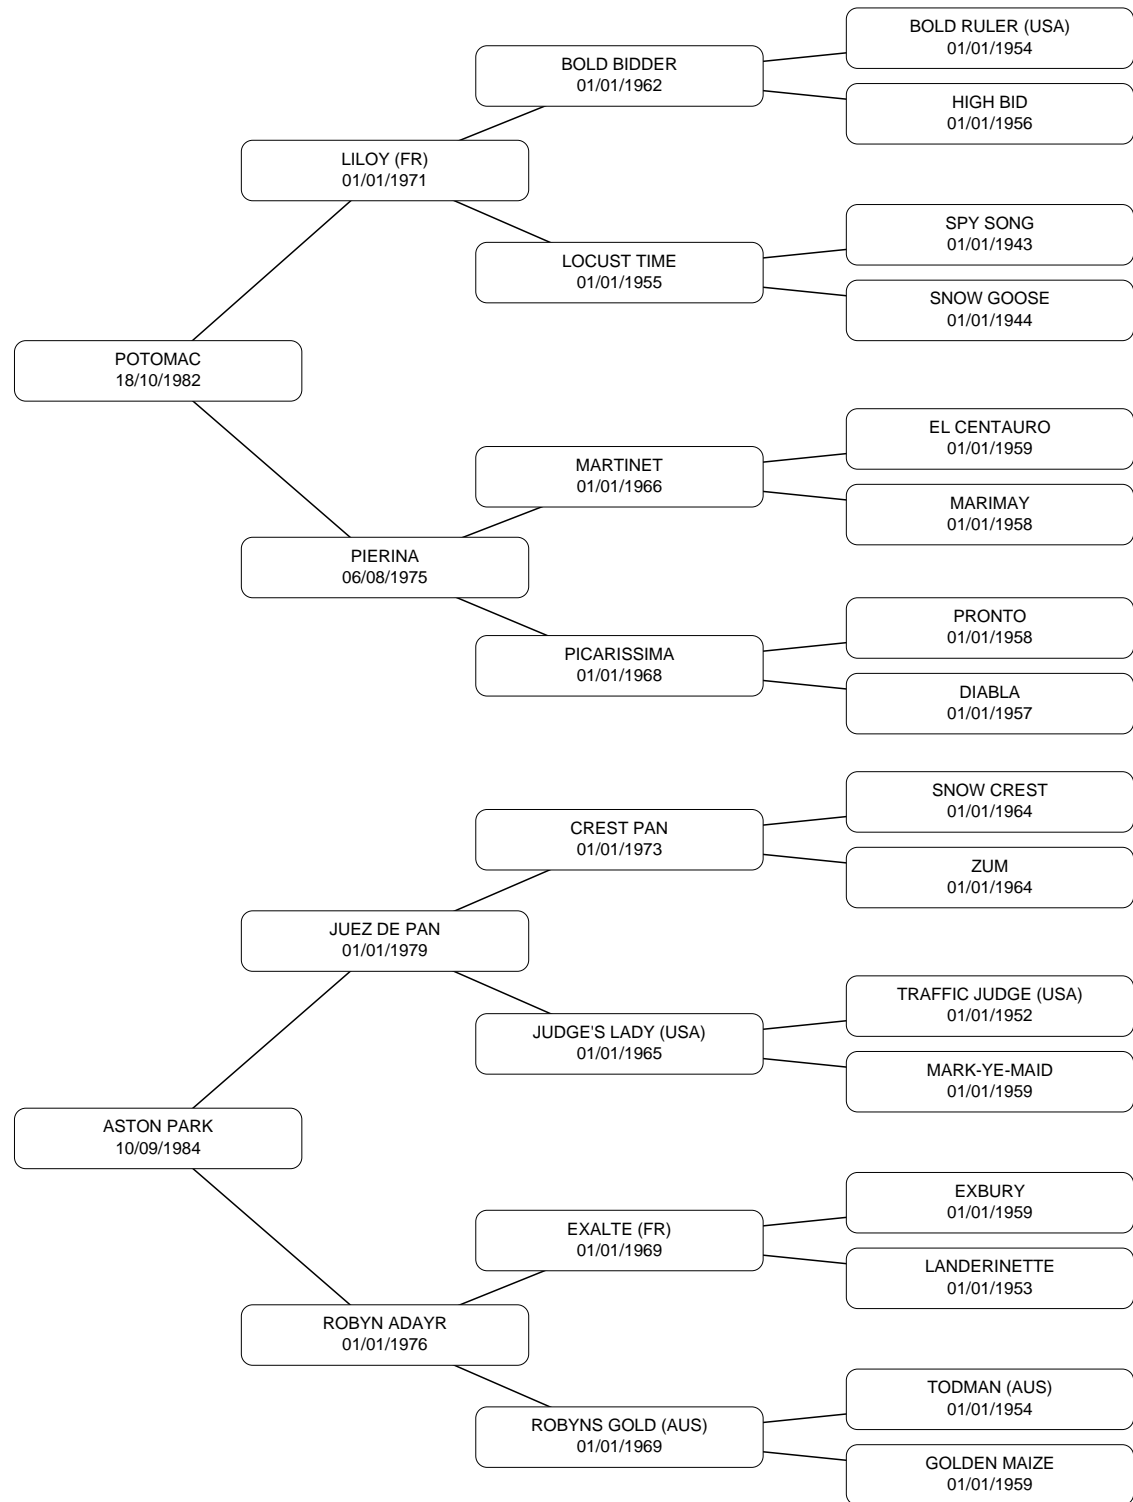 BOLD RULER (USA)
01/01/1954
BOLD BIDDER
01/01/1962
HIGH BID
01/01/1956
LILOY (FR)
01/01/1971
SPY SONG
01/01/1943
LOCUST TIME
01/01/1955
SNOW GOOSE
01/01/1944
POTOMAC
18/10/1982
EL CENTAURO
01/01/1959
MARTINET
01/01/1966
MARIMAY
01/01/1958
PIERINA
06/08/1975
PRONTO
01/01/1958
PICARISSIMA
01/01/1968
DIABLA
01/01/1957
SNOW CREST
01/01/1964
CREST PAN
01/01/1973
ZUM
01/01/1964
JUEZ DE PAN
01/01/1979
TRAFFIC JUDGE (USA)
01/01/1952
JUDGE'S LADY (USA)
01/01/1965
MARK-YE-MAID
01/01/1959
ASTON PARK
10/09/1984
EXBURY
01/01/1959
EXALTE (FR)
01/01/1969
LANDERINETTE
01/01/1953
ROBYN ADAYR
01/01/1976
TODMAN (AUS)
01/01/1954
ROBYNS GOLD (AUS)
01/01/1969
GOLDEN MAIZE
01/01/1959